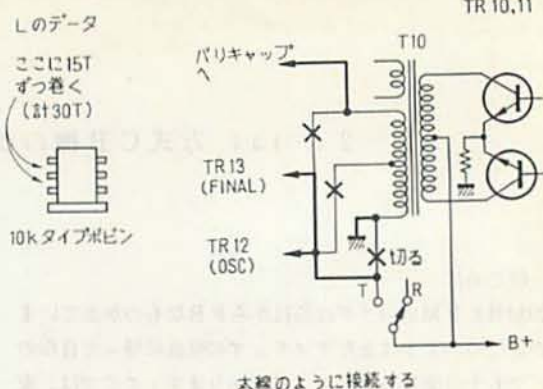 Lのデータ
ここに15T
ずつ巻く
(計30T)
10kタイプボビン
TR 10,11
T10
バリキャップ
へ
TR13
(FINAL)
TR12
(OSC)
切る
T
R
B+
太線のように接続する